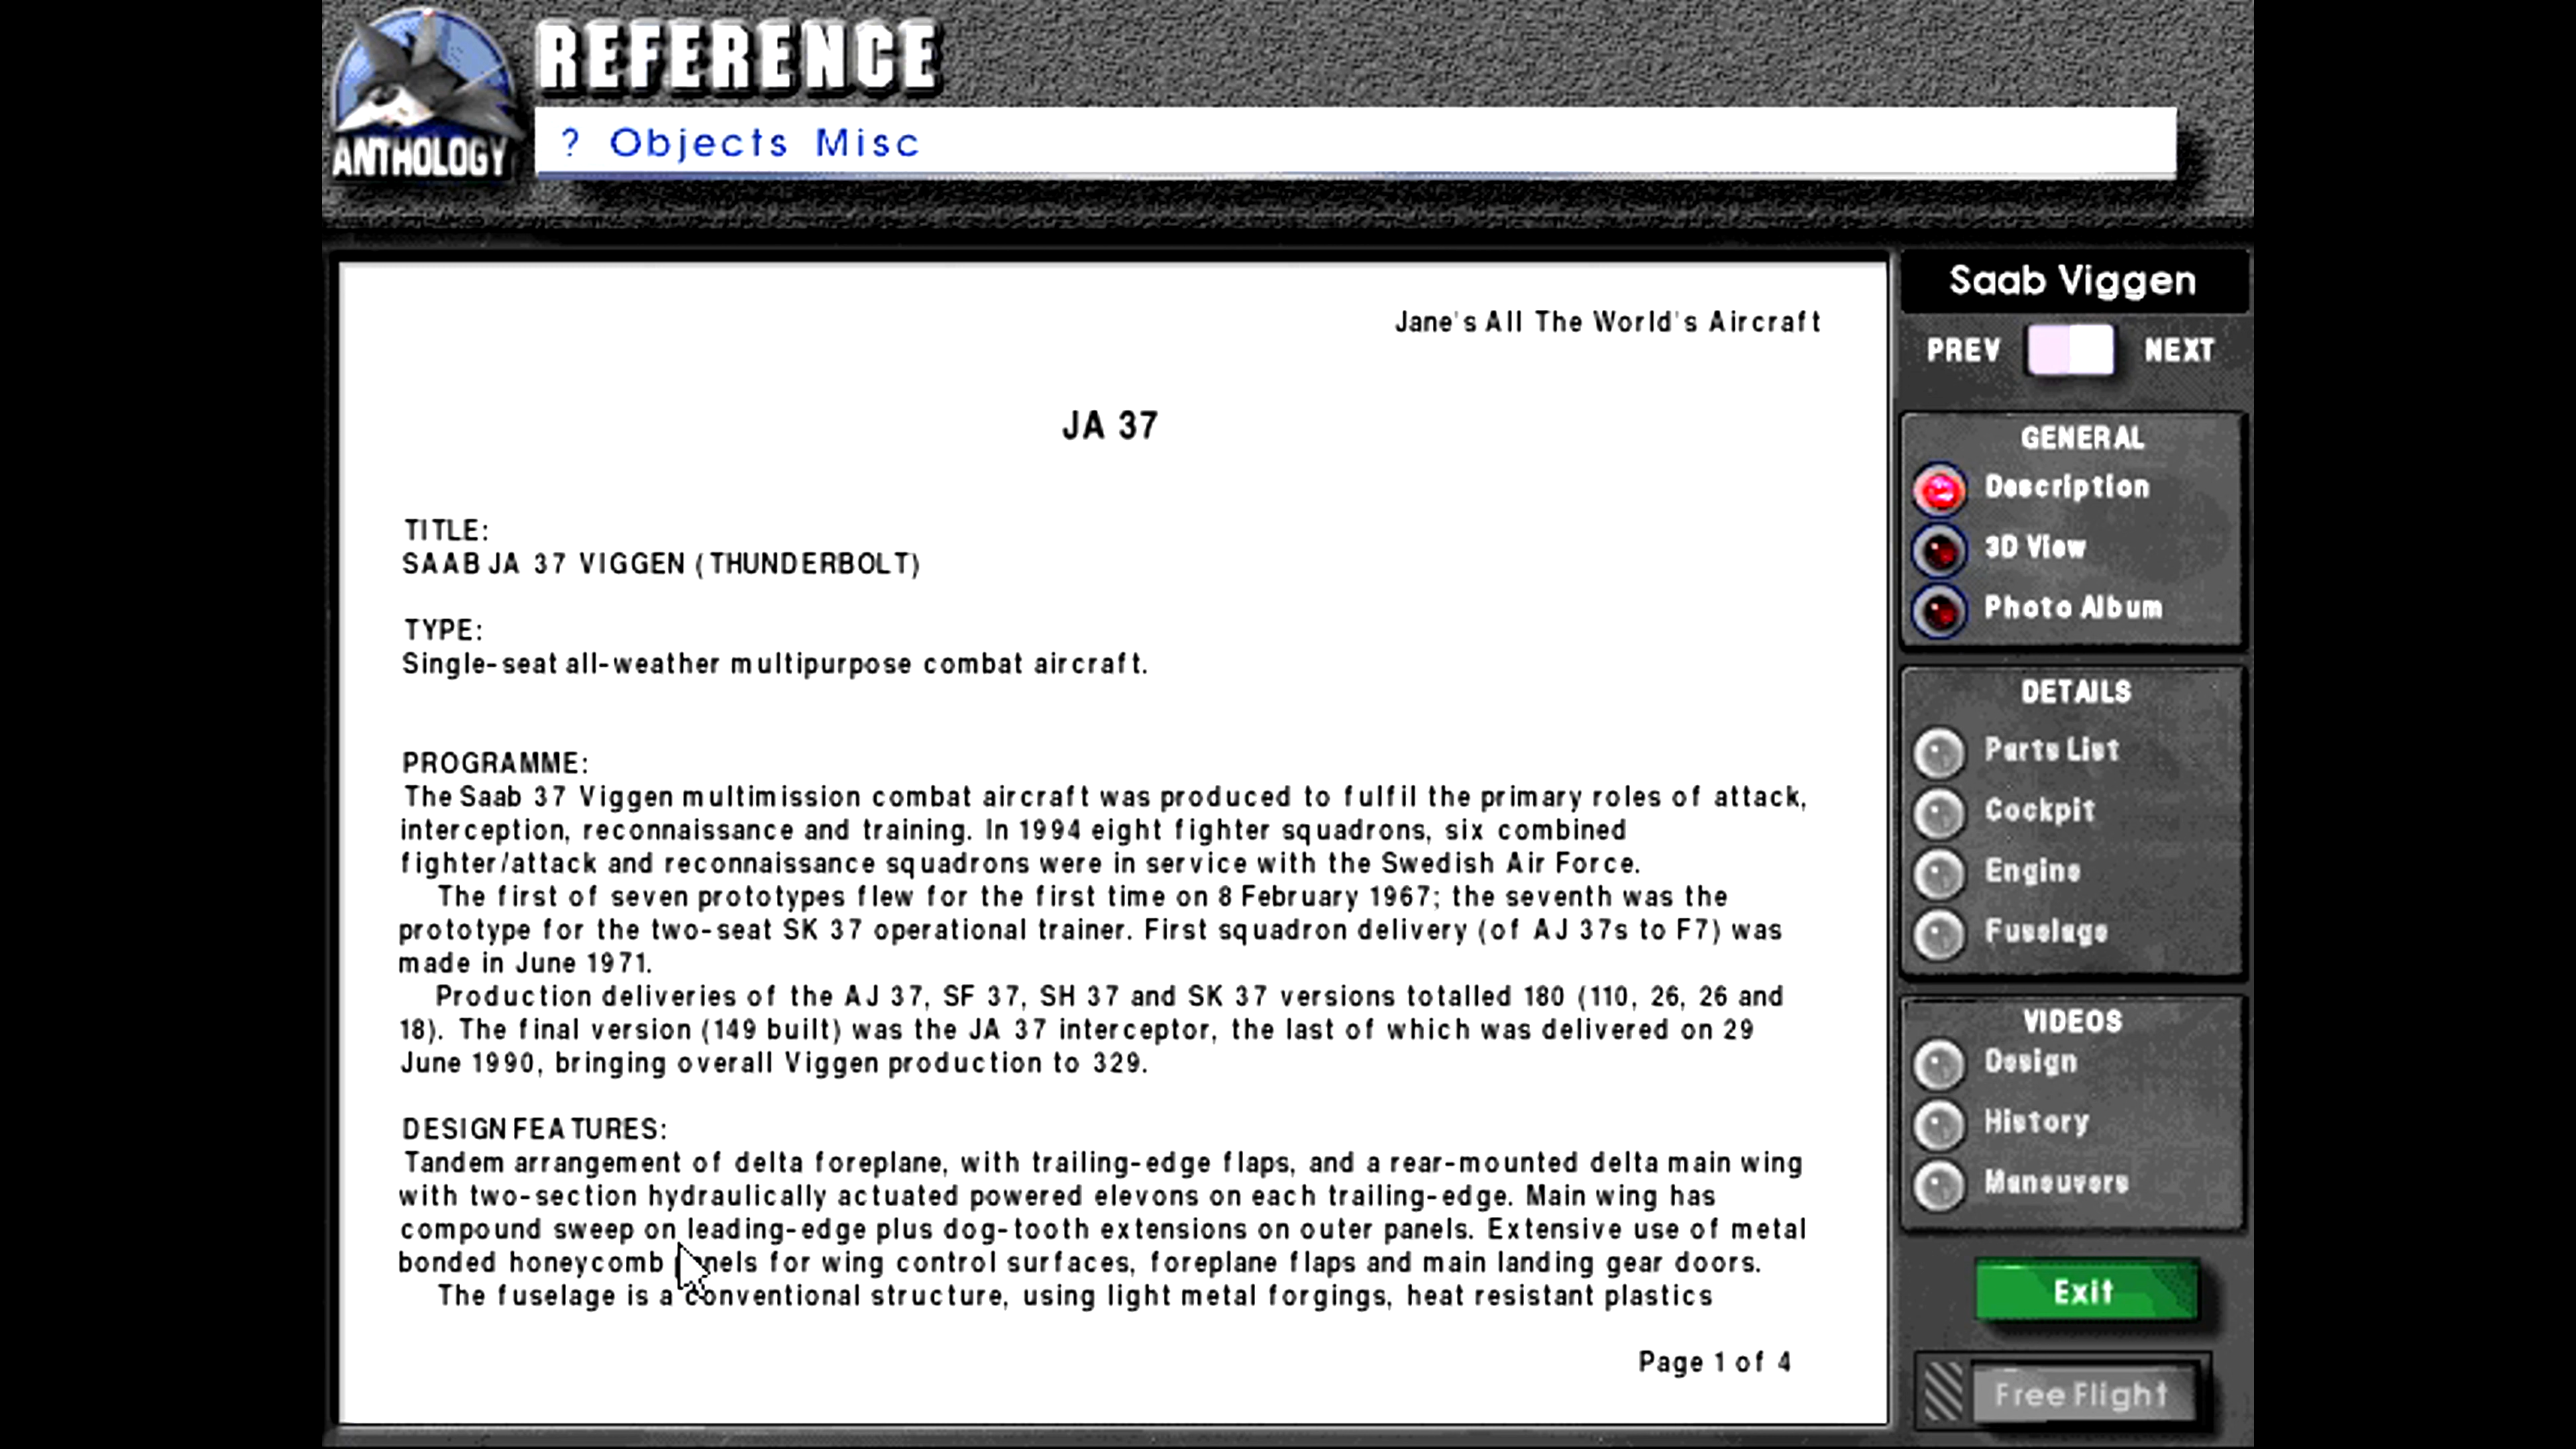 REFERENCE
ANTHOLOGY
? Objects Misc
Saab Viggen
PREV NEXT
Jane's All The World's Aircraft
JA 37
TITLE:
SAAB JA 37 VIGGEN (THUNDERBOLT)
TYPE:
Single-seat all-weather multipurpose combat aircraft.
PROGRAMME:
The Saab 37 Viggen multimission combat aircraft was produced to fulfil the primary roles of attack,
interception, reconnaissance and training. In 1994 eight fighter squadrons, six combined
fighter/attack and reconnaissance squadrons were in service with the Swedish Air Force.
The first of seven prototypes flew for the first time on 8 February 1967; the seventh was the
prototype for the two-seat SK 37 operational trainer. First squadron delivery (of AJ 37s to F7) was
made in June 1971.
Production deliveries of the AJ 37, SF 37, SH 37 and SK 37 versions totalled 180 (110, 26, 26 and
18). The final version (149 built) was the JA 37 interceptor, the last of which was delivered on 29
June 1990, bringing overall Viggen production to 329.
DESIGN FEATURES:
Tandem arrangement of delta foreplane, with trailing-edge flaps, and a rear-mounted delta main wing
with two-section hydraulically actuated powered elevons on each trailing-edge. Main wing has
compound sweep on leading-edge plus dog-tooth extensions on outer panels. Extensive use of metal
bonded honeycomb panels for wing control surfaces, foreplane flaps and main landing gear doors.
The fuselage is a conventional structure, using light metal forgings, heat resistant plastics
Page 1 of 4
GENERAL
Description
3D View
Photo Album
DETAILS
Parts List
Cockpit
Engine
Fuselage
VIDEOS
Design
History
Maneuvers
Exit
Free Flight